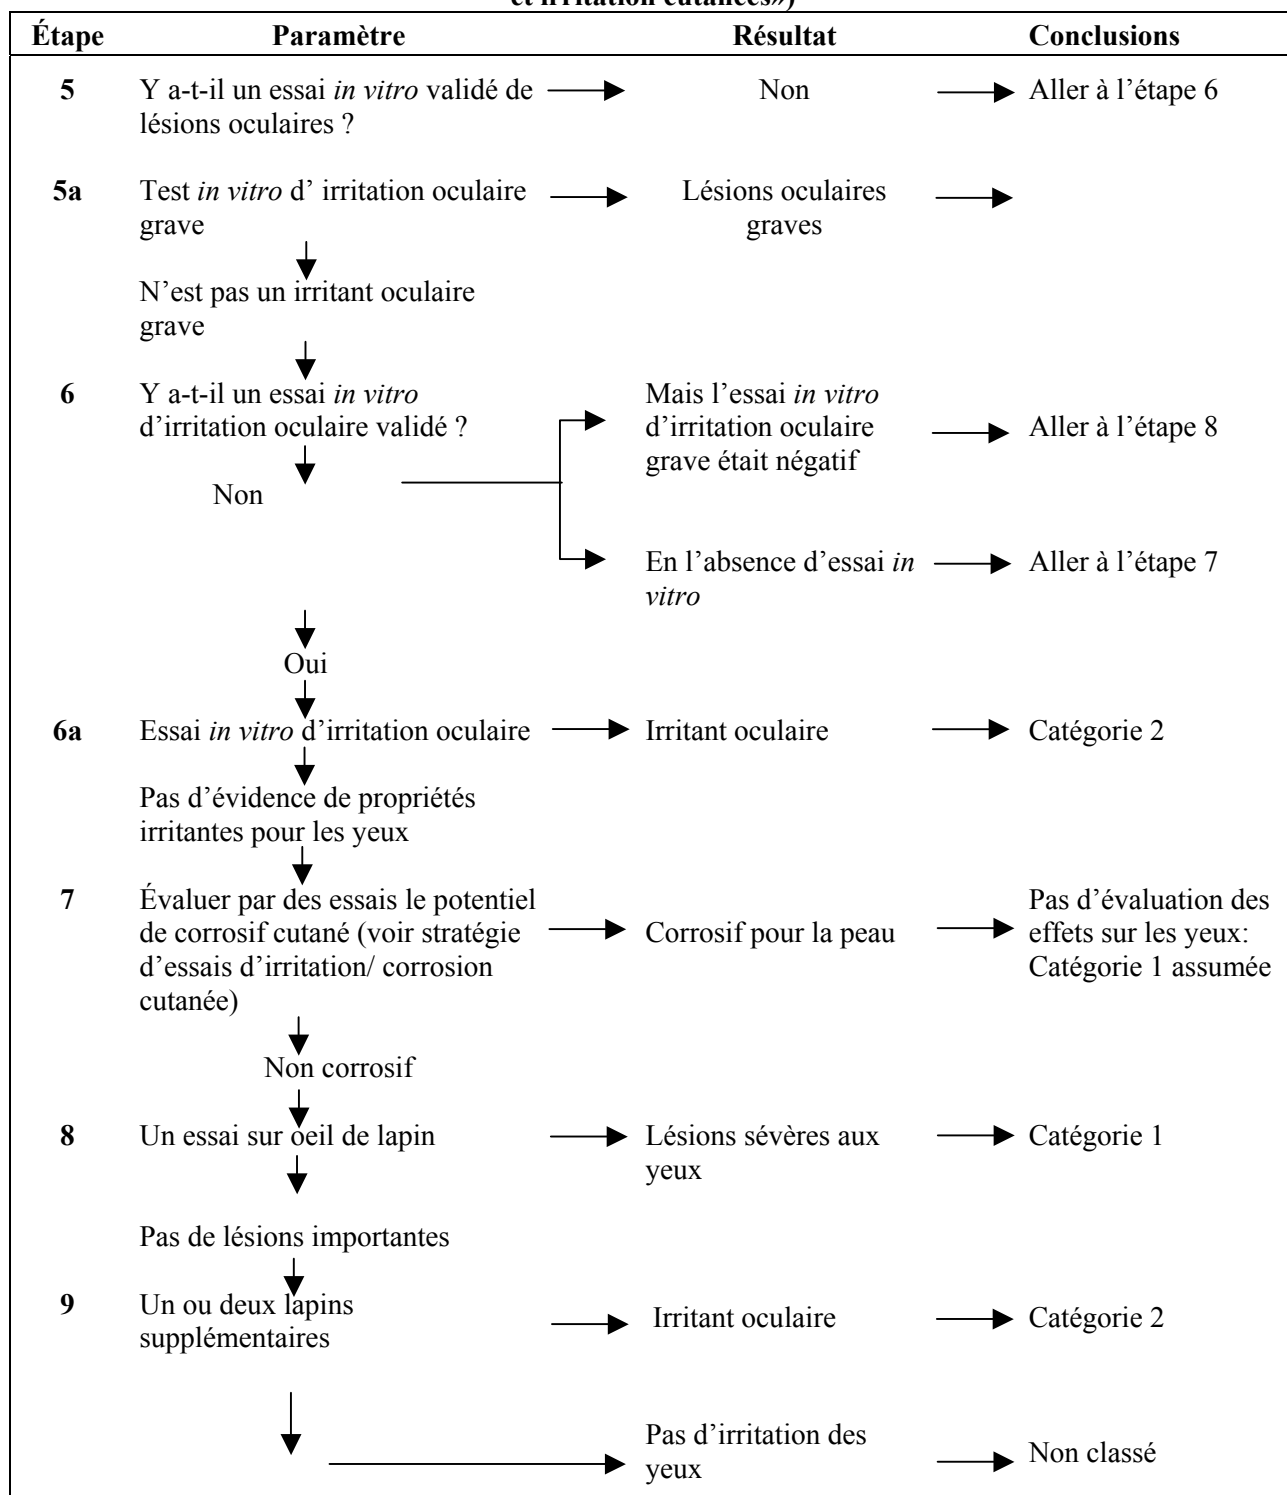 et irritation cutanées»)
Étape Paramètre Résultat Conclusions
5 Y a-t-il un essai in vitro validé de Non Aller à l’étape 6
lésions oculaires ?
5a Test in vitro d’ irritation oculaire Lésions oculaires
grave graves
N’est pas un irritant oculaire
grave
6 Y a-t-il un essai in vitro Mais l’essai in vitro
d’irritation oculaire validé ? d’irritation oculaire Aller à l’étape 8
grave était négatif
Non
En l’absence d’essai in Aller à l’étape 7
vitro
Oui
6a Essai in vitro d’irritation oculaire Irritant oculaire Catégorie 2
Pas d’évidence de propriétés
irritantes pour les yeux
7 Évaluer par des essais le potentiel Pas d’évaluation des
de corrosif cutané (voir stratégie Corrosif pour la peau effets sur les yeux:
d’essais d’irritation/ corrosion Catégorie 1 assumée
cutanée)
Non corrosif
8 Un essai sur oeil de lapin Lésions sévères aux Catégorie 1
yeux
Pas de lésions importantes
9 Un ou deux lapins Irritant oculaire Catégorie 2
supplémentaires
Pas d’irritation des Non classé
yeux